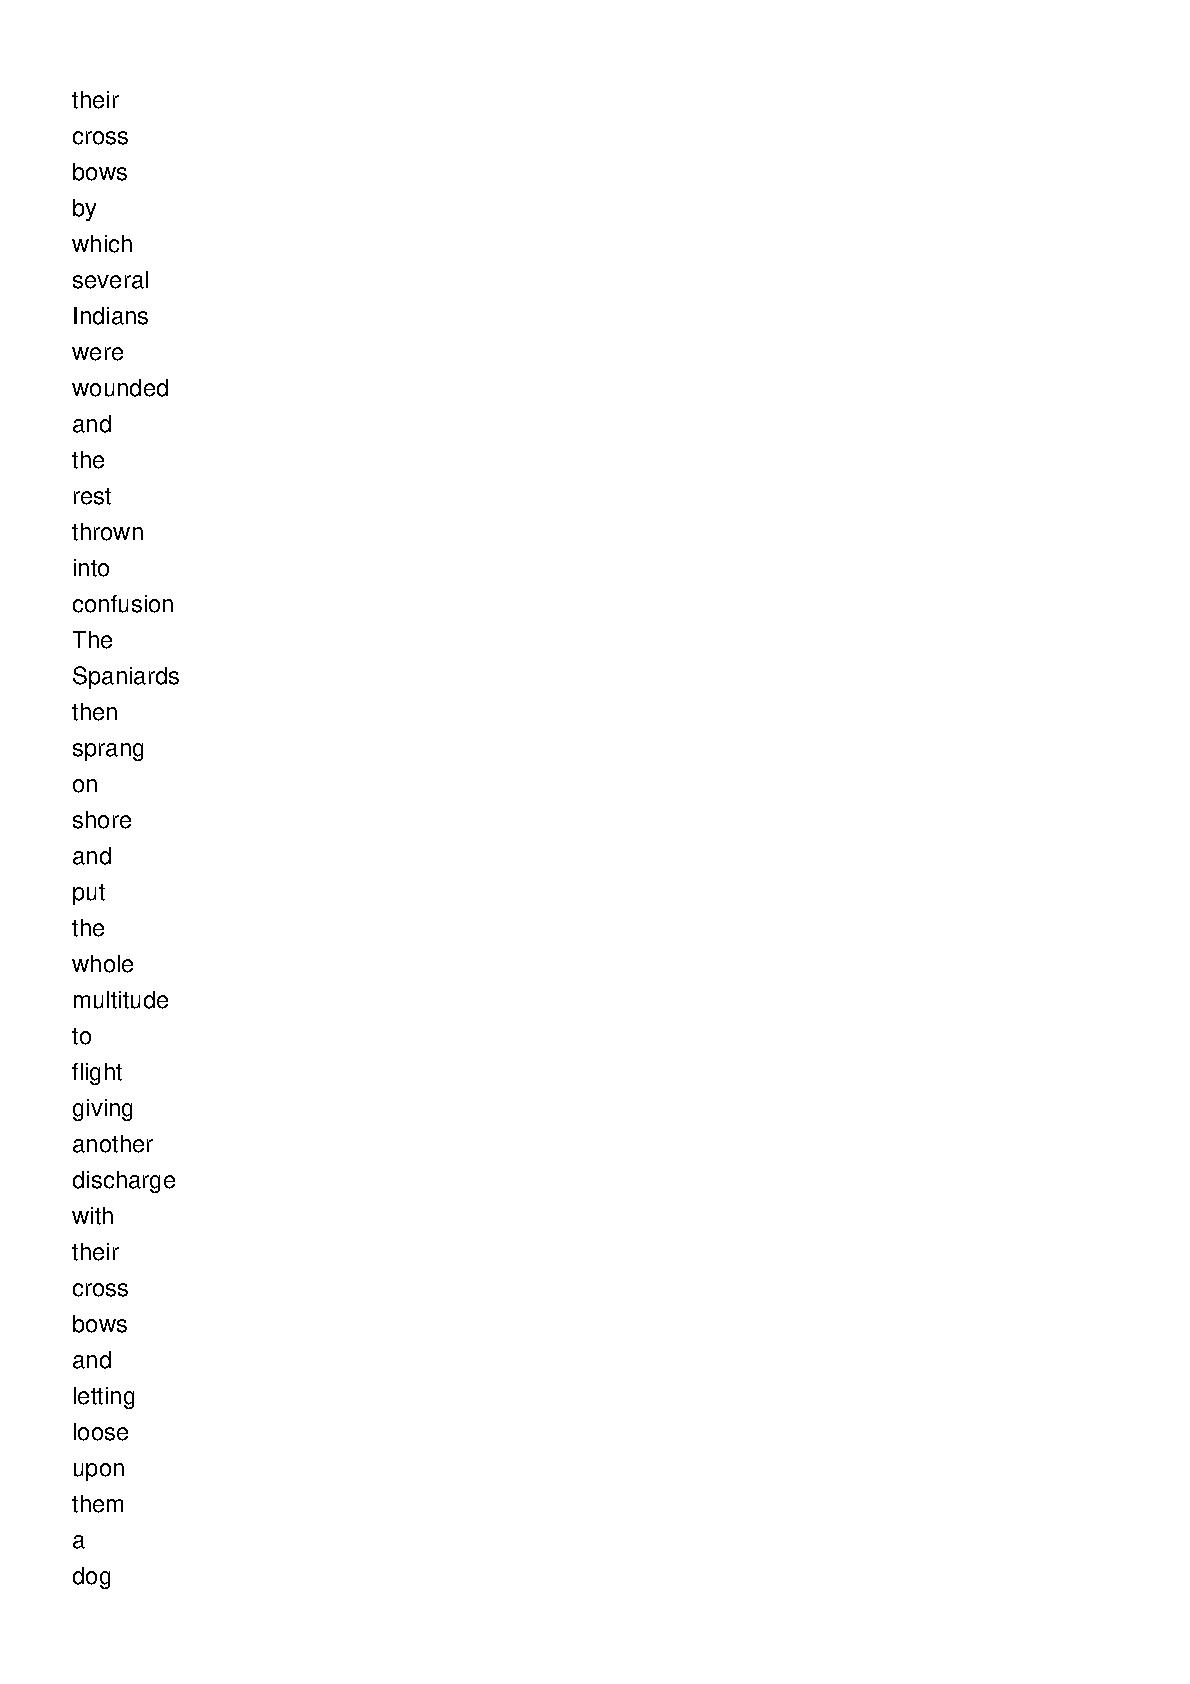 their
cross
bows
by
which
several
Indians
were
wounded
and
the
rest
thrown
into
confusion
The
Spaniards
then
sprang
on
shore
and
put
the
whole
multitude
to
flight
giving
another
discharge
with
their
cross
bows
and
letting
loose
upon
them
a
dog